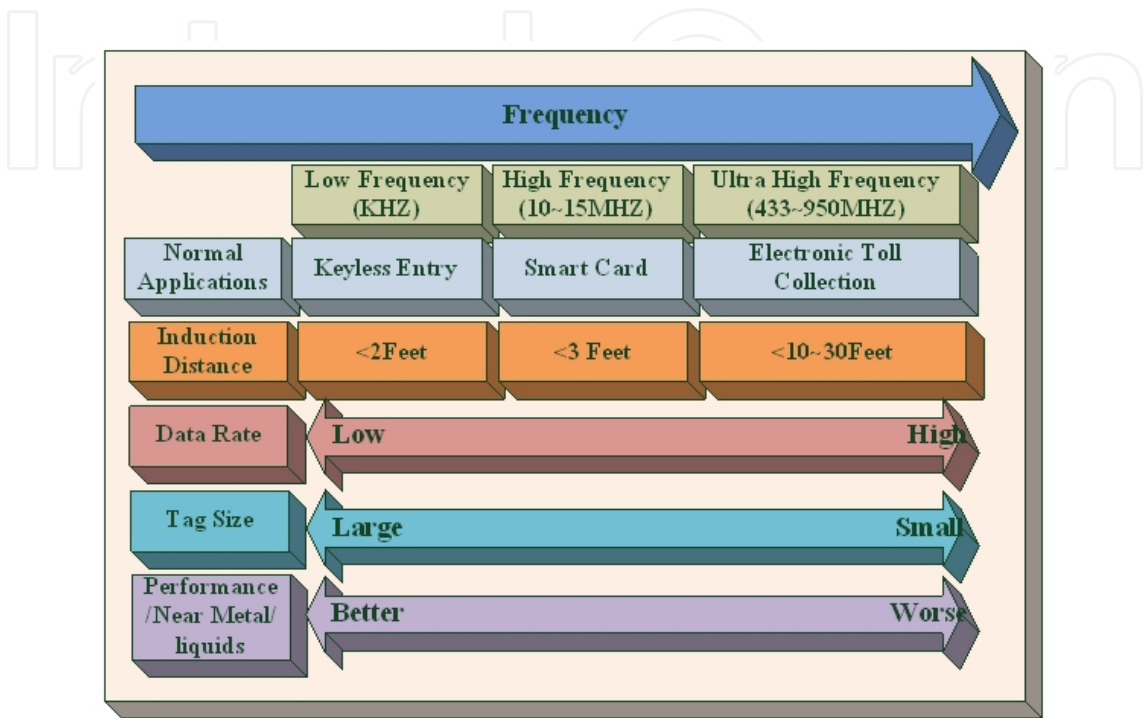 Frequency
Low Frequency
(KHZ)
High Frequency
(10~15MHZ)
Ultra High Frequency
(433~950MHZ)
Normal
Applications
Keyless Entry
Smart Card
Electronic Toll
Collection
Induction
Distance
<2Feet
<3 Feet
<10~30Feet
Data Rate
Low
High
Tag Size
Large
Small
Performance
/Near Metal/
liquids
Better
Worse